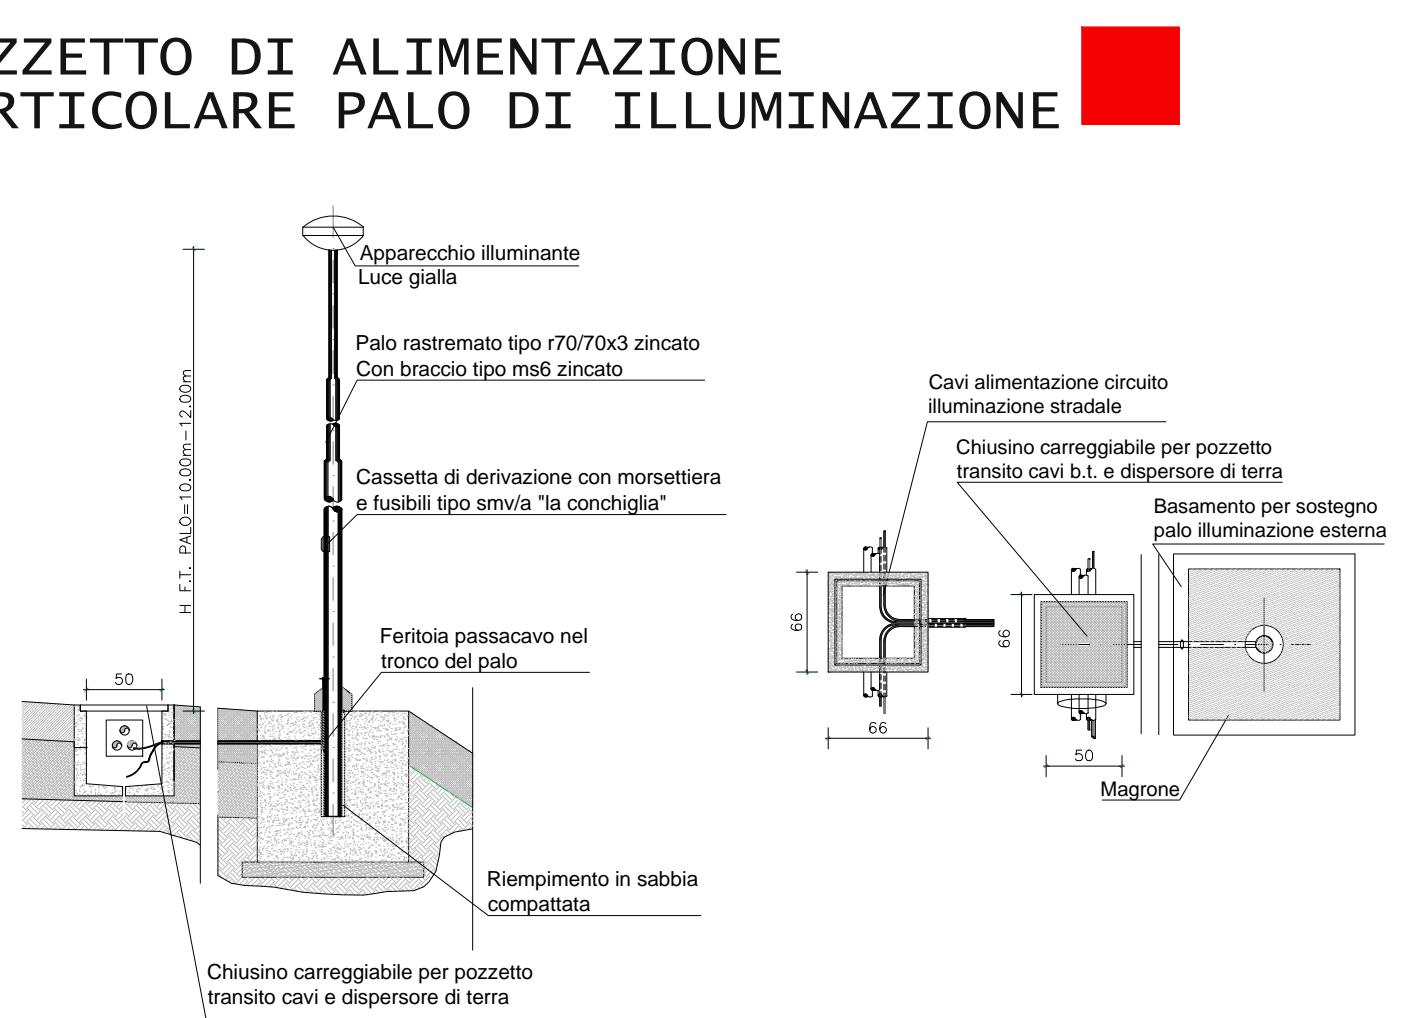 ZZETTO DI ALIMENTAZIONE
RTICOLARE PALO DI ILLUMINAZIONE
Apparecchio illuminante
Luce gialla
Palo rastremato tipo r70/70x3 zincato
Con braccio tipo ms6 zincato
H F.T. PALO=10.00m-12.00m
Cassetta di derivazione con morsettiera
e fusibili tipo smv/a "la conchiglia"
Feritoia passacavo nel
tronco del palo
50
Riempimento in sabbia
compattata
Chiusino carreggiabile per pozzetto
transito cavi e dispersore di terra
Cavi alimentazione circuito
illuminazione stradale
Chiusino carreggiabile per pozzetto
transito cavi b.t. e dispersore di terra
Basamento per sostegno
palo illuminazione esterna
66
66
66
50
Magrone